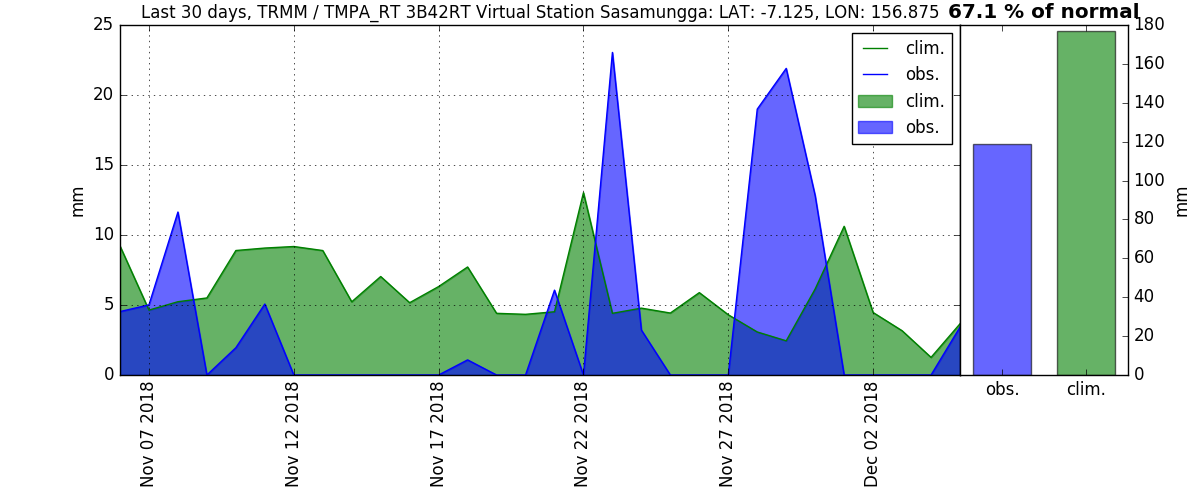 Last 30 days, TRMM / TMPA_RT 3B42RT Virtual Station Sasamungga: LAT: -7.125, LON: 156.875 67.1 % of normal
25
20
15
10
5
0
mm
clim.
obs.
clim.
obs.
Nov 07 2018
Nov 12 2018
Nov 17 2018
Nov 22 2018
Nov 27 2018
Dec 02 2018
180
160
140
120
100
80
60
40
20
0
mm
obs.
clim.